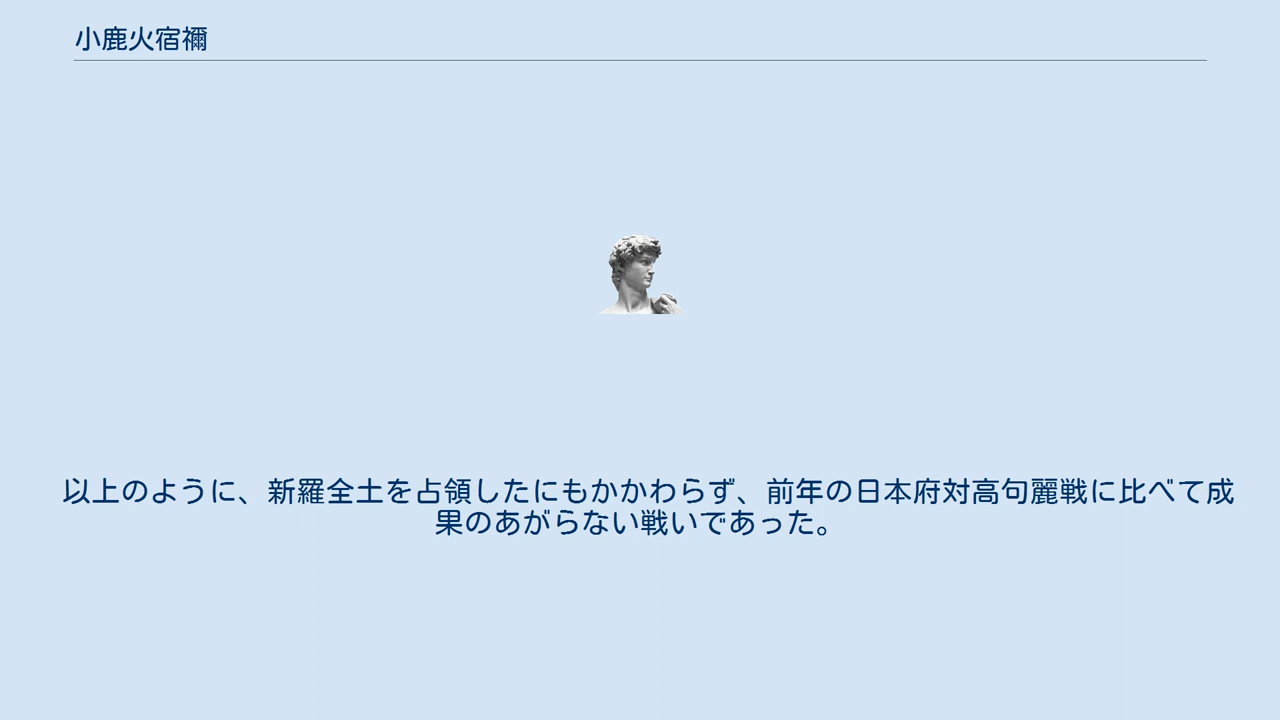 小鹿火宿禰
以上のように、新羅全土を占領したにもかかわらず、前年の日本府対高句麗戦に比べて成
果のあがらない戦いであった。